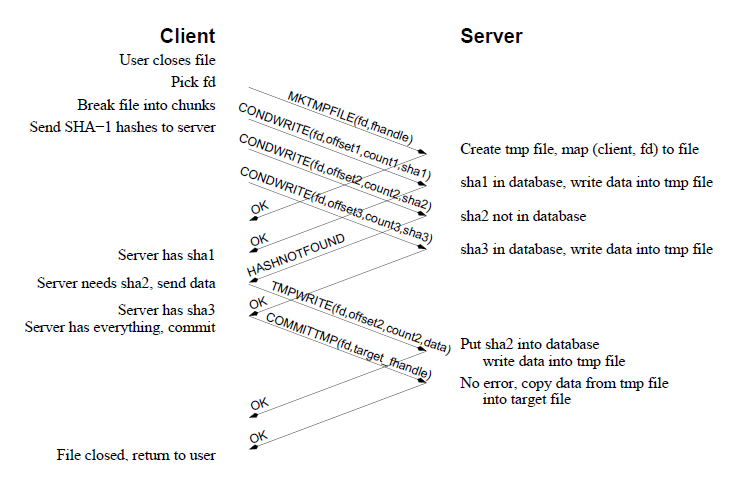 Client
Server
User closes file
Pick fd
Break file into chunks
Send SHA−1 hashes to server
MKTMPFILE(fd,fhandle)
CONDWRITE(fd,offset1,count1,sha1)
CONDWRITE(fd,offset2,count2,sha2)
CONDWRITE(fd,offset3,count3,sha3)
Create tmp file, map (client, fd) to file
sha1 in database, write data into tmp file
sha2 not in database
sha3 in database, write data into tmp file
OK
OK
HASHNOTFOUND
OK
Server has sha1
Server needs sha2, send data
Server has sha3
Server has everything, commit
TMPWRITE(fd,offset2,count2,data)
COMMITTMP(fd,target_fhandle)
Put sha2 into database
write data into tmp file
No error, copy data from tmp file
into target file
OK
OK
File closed, return to user